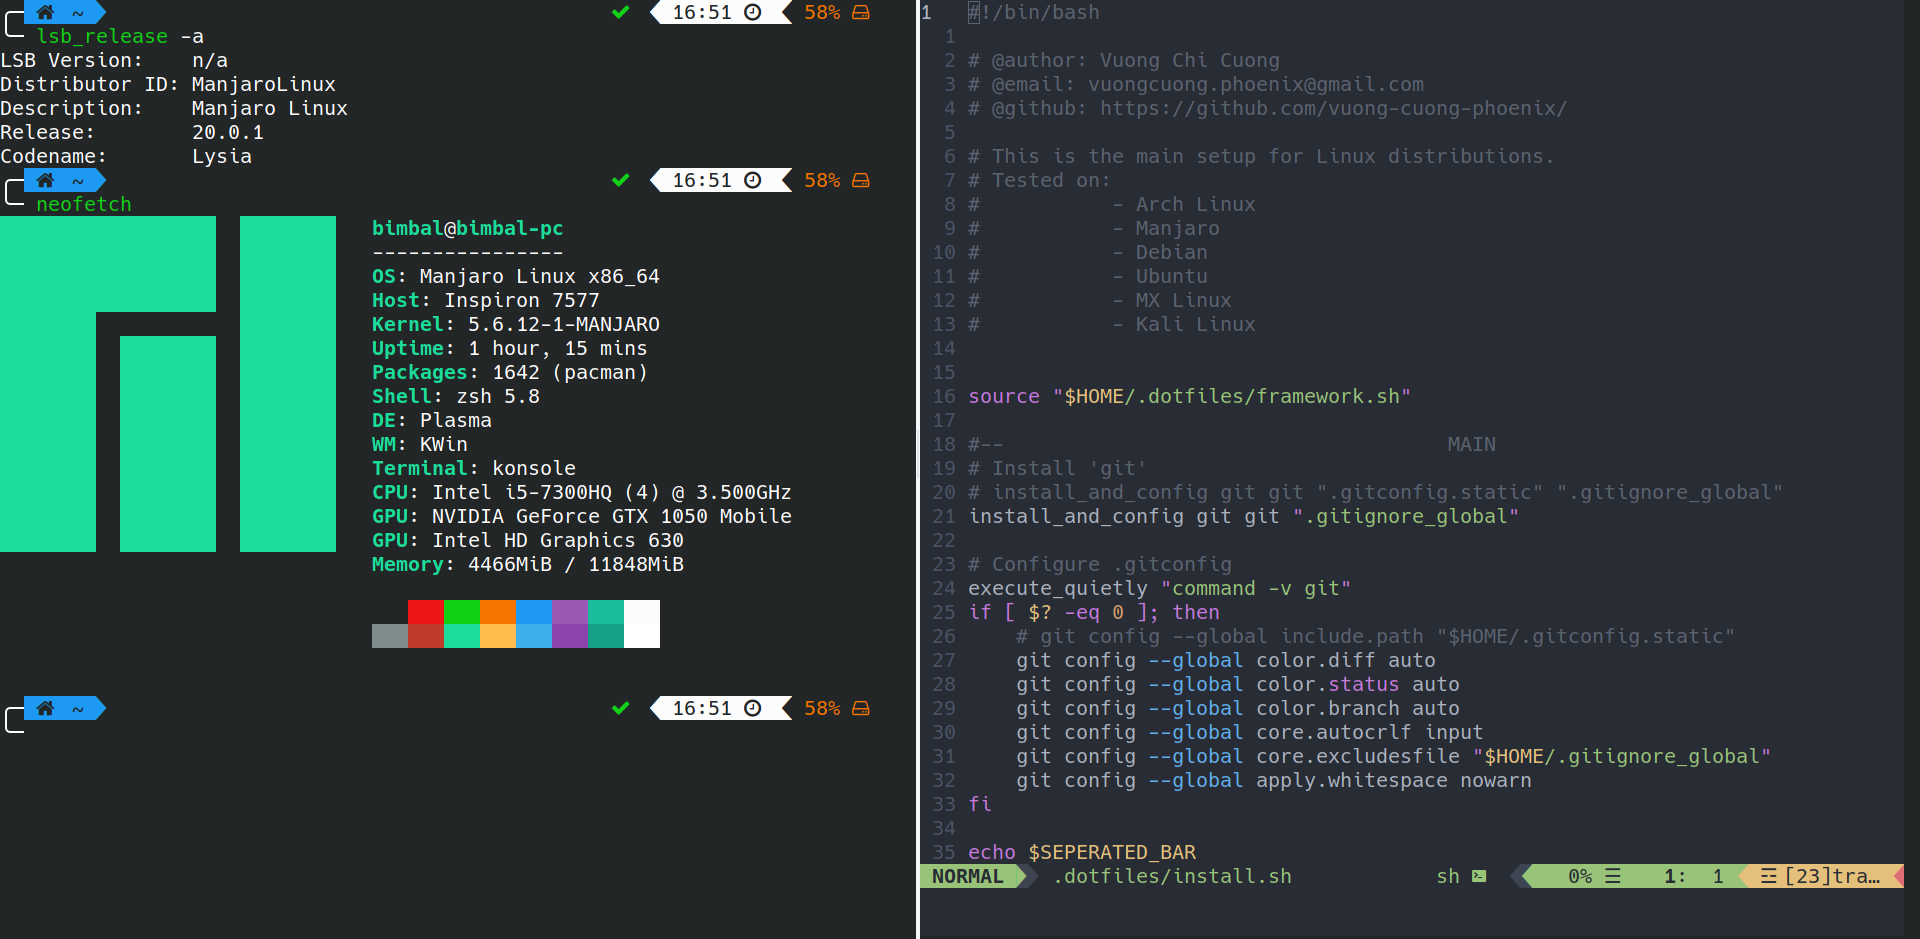 ~ 16:51 58%
lsb_release -a
LSB Version: n/a
Distributor ID: ManjaroLinux
Description: Manjaro Linux
Release: 20.0.1
Codename: Lysia
~ 16:51 58%
neofetch
bimbal@bimbal-pc
----------------
OS: Manjaro Linux x86_64
Host: Inspiron 7577
Kernel: 5.6.12-1-MANJARO
Uptime: 1 hour, 15 mins
Packages: 1642 (pacman)
Shell: zsh 5.8
DE: Plasma
WM: KWin
Terminal: konsole
CPU: Intel i5-7300HQ (4) @ 3.500GHz
GPU: NVIDIA GeForce GTX 1050 Mobile
GPU: Intel HD Graphics 630
Memory: 4466MiB / 11848MiB
~ 16:51 58%
1 #!/bin/bash
1
2 # @author: Vuong Chi Cuong
3 # @email: vuongcuong.phoenix@gmail.com
4 # @github: https://github.com/vuong-cuong-phoenix/
5
6 # This is the main setup for Linux distributions.
7 # Tested on:
8 # - Arch Linux
9 # - Manjaro
10 # - Debian
11 # - Ubuntu
12 # - MX Linux
13 # - Kali Linux
14
15
16 source "$HOME/.dotfiles/framework.sh"
17
18 #-- MAIN
19 # Install 'git'
20 # install_and_config git git ".gitconfig.static" ".gitignore_global"
21 install_and_config git git ".gitignore_global"
22
23 # Configure .gitconfig
24 execute_quietly "command -v git"
25 if [ $? -eq 0 ]; then
26 # git config --global include.path "$HOME/.gitconfig.static"
27 git config --global color.diff auto
28 git config --global color.status auto
29 git config --global color.branch auto
30 git config --global core.autocrlf input
31 git config --global core.excludesfile "$HOME/.gitignore_global"
32 git config --global apply.whitespace nowarn
33 fi
34
35 echo $SEPERATED_BAR
NORMAL .dotfiles/install.sh sh 0% ☰ 1: 1 ☲ [23]tra…